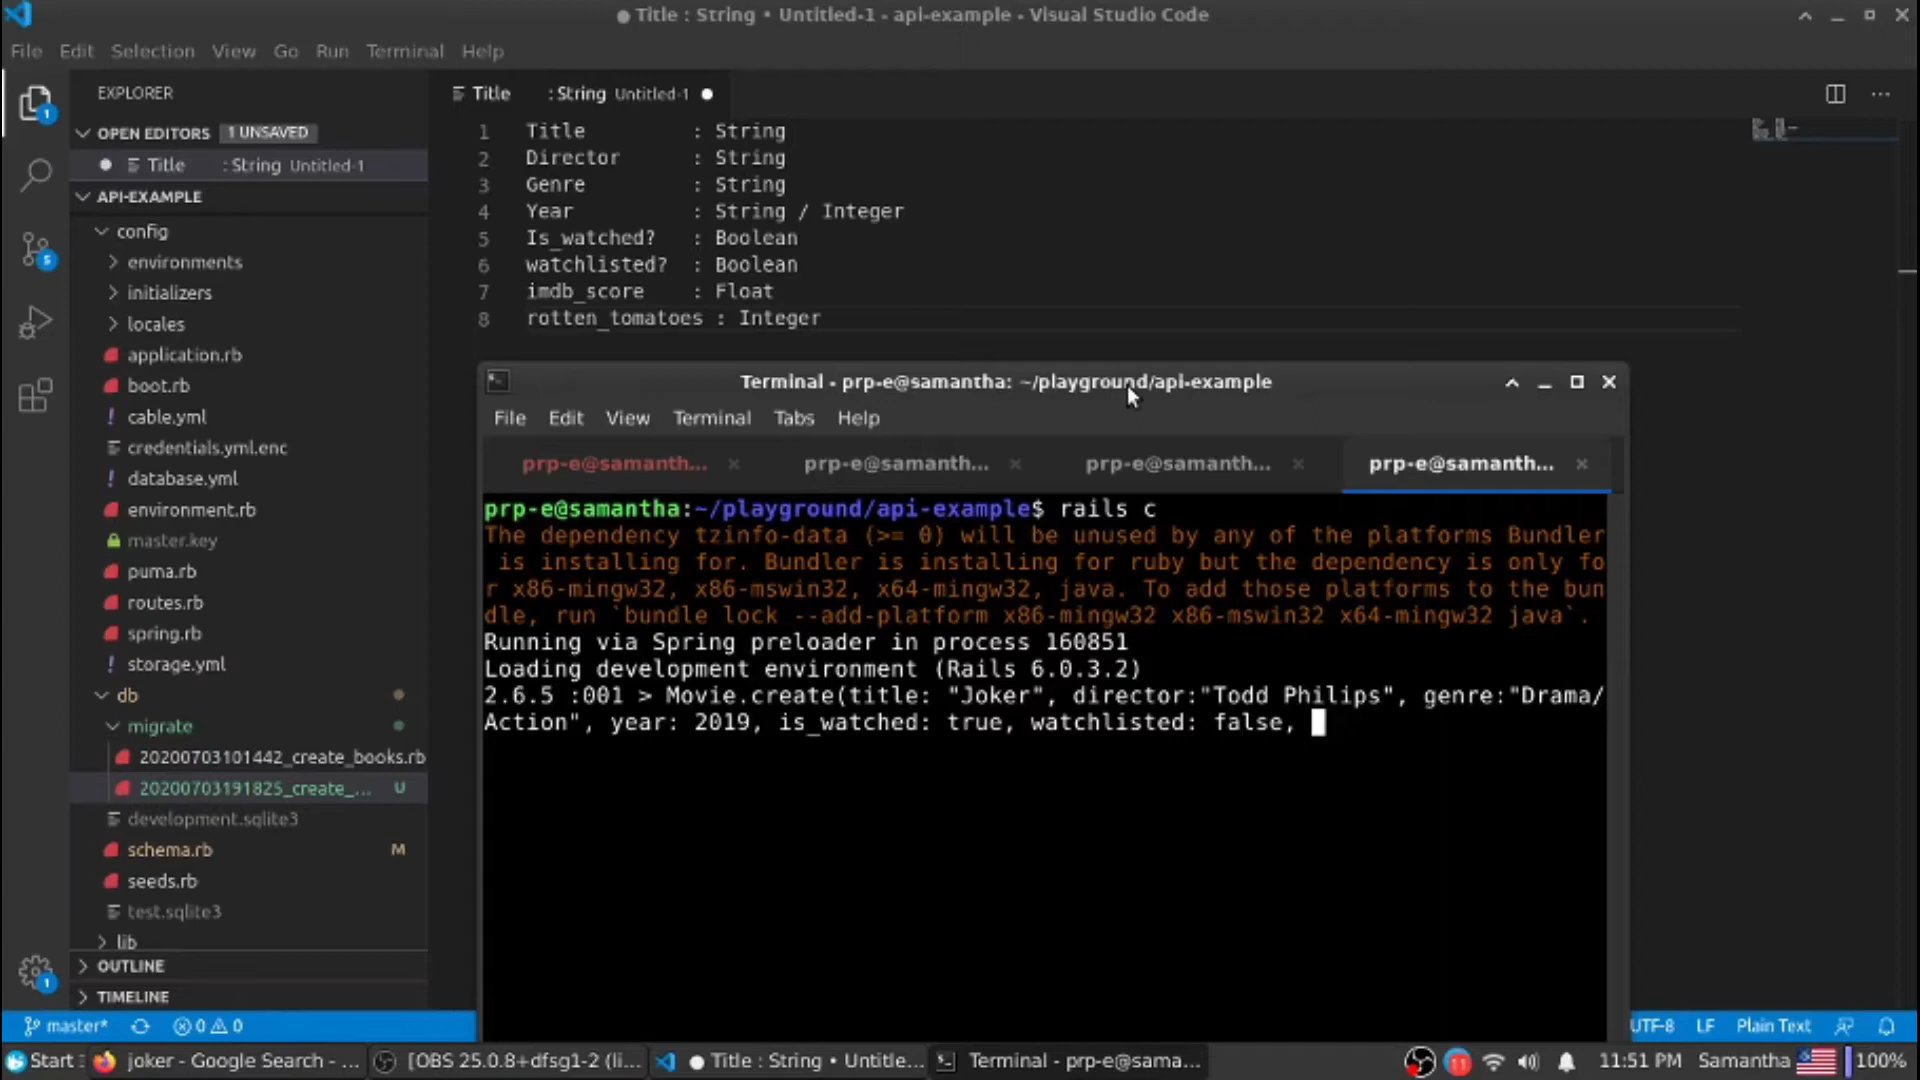 Title : String • Untitled-1 - api-example - Visual Studio Code
File Edit Selection View Go Run Terminal Help
EXPLORER
OPEN EDITORS 1 UNSAVED
Title : String Untitled-1
API-EXAMPLE
config
environments
initializers
locales
application.rb
boot.rb
cable.yml
credentials.yml.enc
database.yml
environment.rb
master.key
puma.rb
routes.rb
spring.rb
storage.yml
db
migrate
20200703101442_create_books.rb
20200703191825_create_... U
development.sqlite3
schema.rb M
seeds.rb
test.sqlite3
lib
OUTLINE
TIMELINE
Title : String Untitled-1
1 Title : String
2 Director : String
3 Genre : String
4 Year : String / Integer
5 Is_watched? : Boolean
6 watchlisted? : Boolean
7 imdb_score : Float
8 rotten_tomatoes : Integer
Terminal - prp-e@samantha: ~/playground/api-example
File Edit View Terminal Tabs Help
prp-e@samanth... prp-e@samanth... prp-e@samanth... prp-e@samanth...
prp-e@samantha:~/playground/api-example$ rails c
The dependency tzinfo-data (>= 0) will be unused by any of the platforms Bundler
is installing for. Bundler is installing for ruby but the dependency is only fo
r x86-mingw32, x86-mswin32, x64-mingw32, java. To add those platforms to the bun
dle, run `bundle lock --add-platform x86-mingw32 x86-mswin32 x64-mingw32 java`.
Running via Spring preloader in process 160851
Loading development environment (Rails 6.0.3.2)
2.6.5 :001 > Movie.create(title: "Joker", director:"Todd Philips", genre:"Drama/
Action", year: 2019, is_watched: true, watchlisted: false,
master* 0 0 UTF-8 LF Plain Text
Start joker - Google Search - ... [OBS 25.0.8+dfsg1-2 (li... Title : String • Untitle... Terminal - prp-e@sama... 11 11:51 PM Samantha 100%